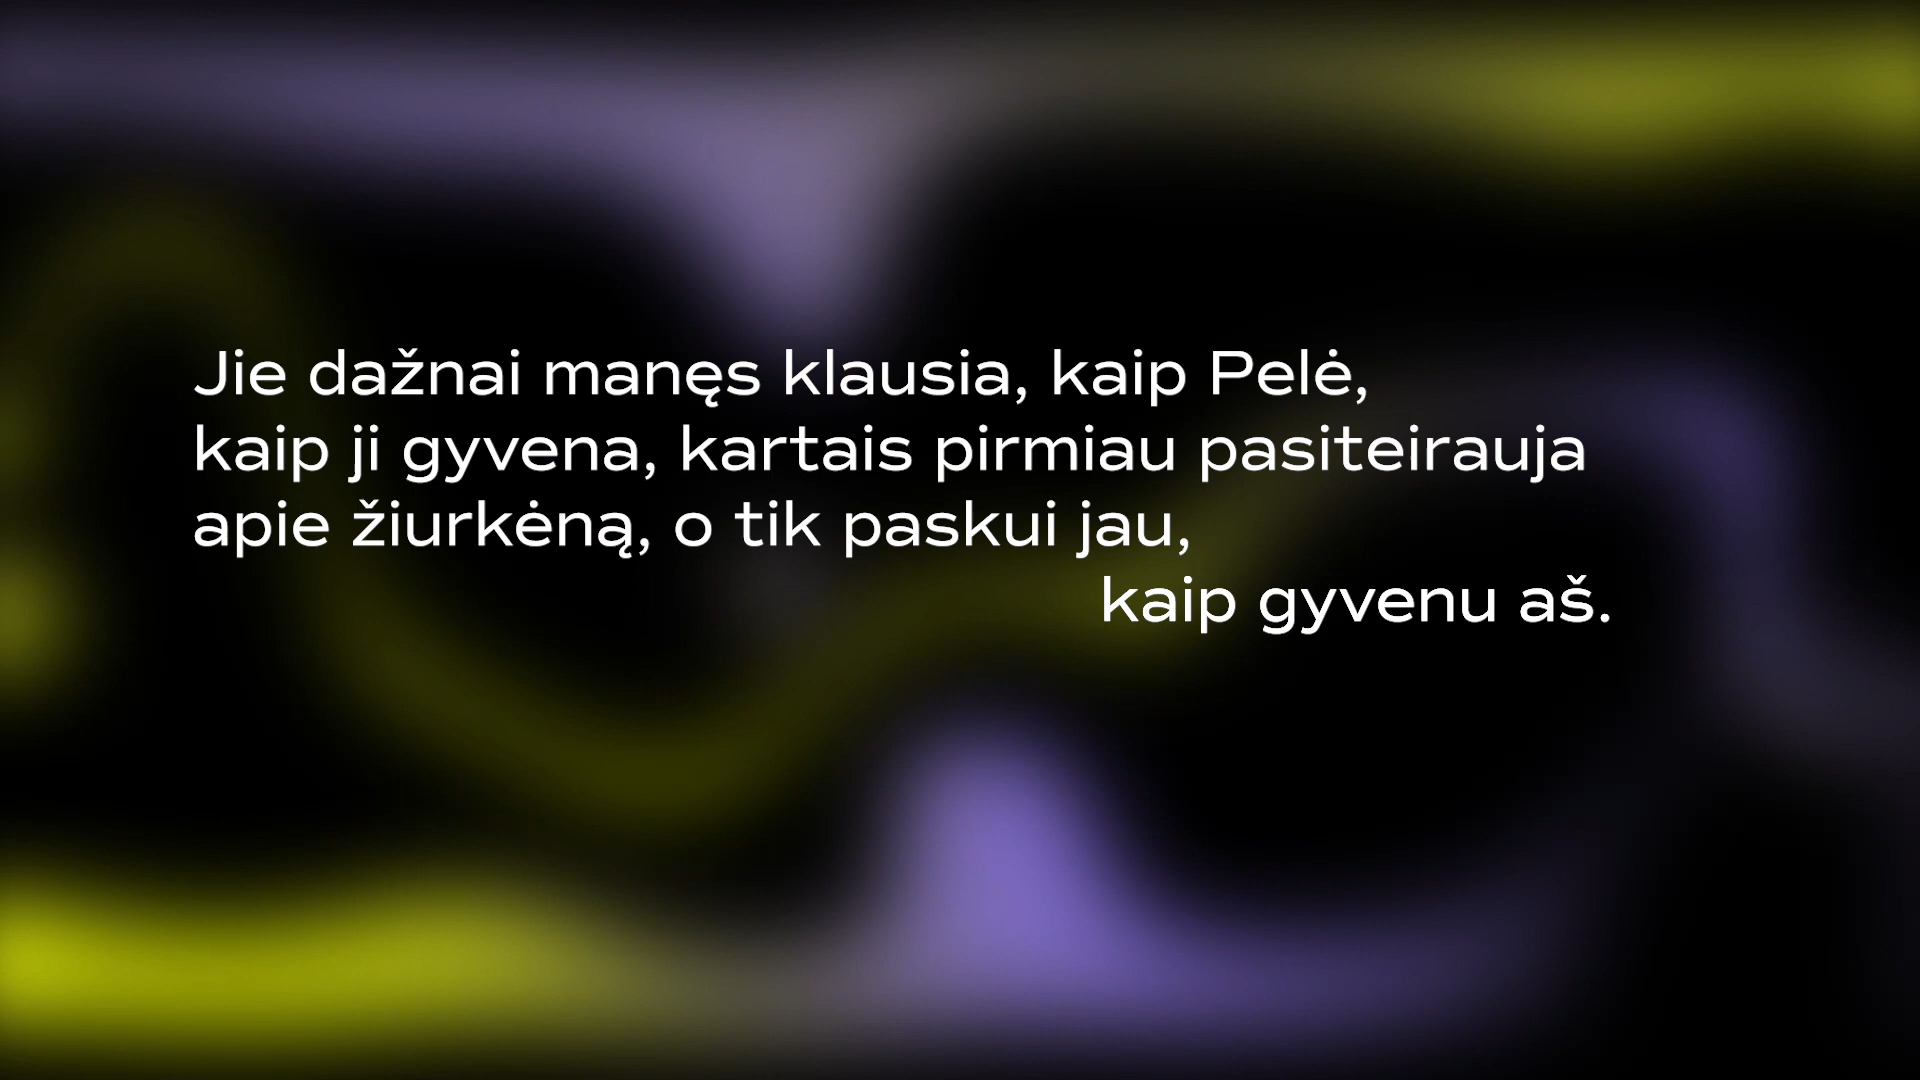 Jie dažnai manęs klausia, kaip Pelė,
kaip ji gyvena, kartais pirmiau pasiteirauja
apie žiurkėną, o tik paskui jau,
kaip gyvenu aš.